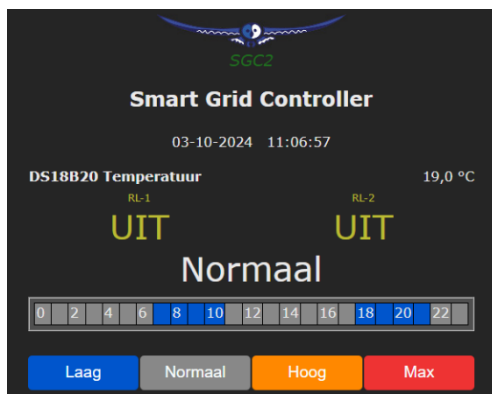 SGC2
Smart Grid Controller
03-10-2024 11:06:57
DS18B20 Temperatuur 19,0 °C
RL-1 RL-2
UIT UIT
Normaal
0 2 4 6 8 10 12 14 16 18 20 22
Laag Normaal Hoog Max